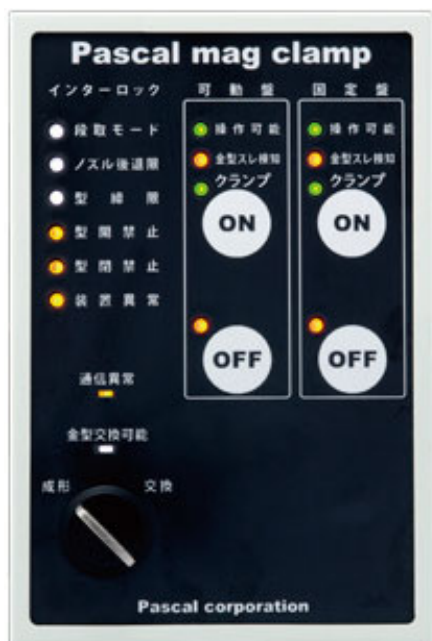 Pascal mag clamp
インターロック
段取モード
ノズル後退限
型締限
型開禁止
型閉禁止
装置異常
通信異常
金型交換可能
成形 交換
可動盤
操作可能
金型ズレ検知
クランプ
ON
OFF
固定盤
操作可能
金型ズレ検知
クランプ
ON
OFF
Pascal corporation